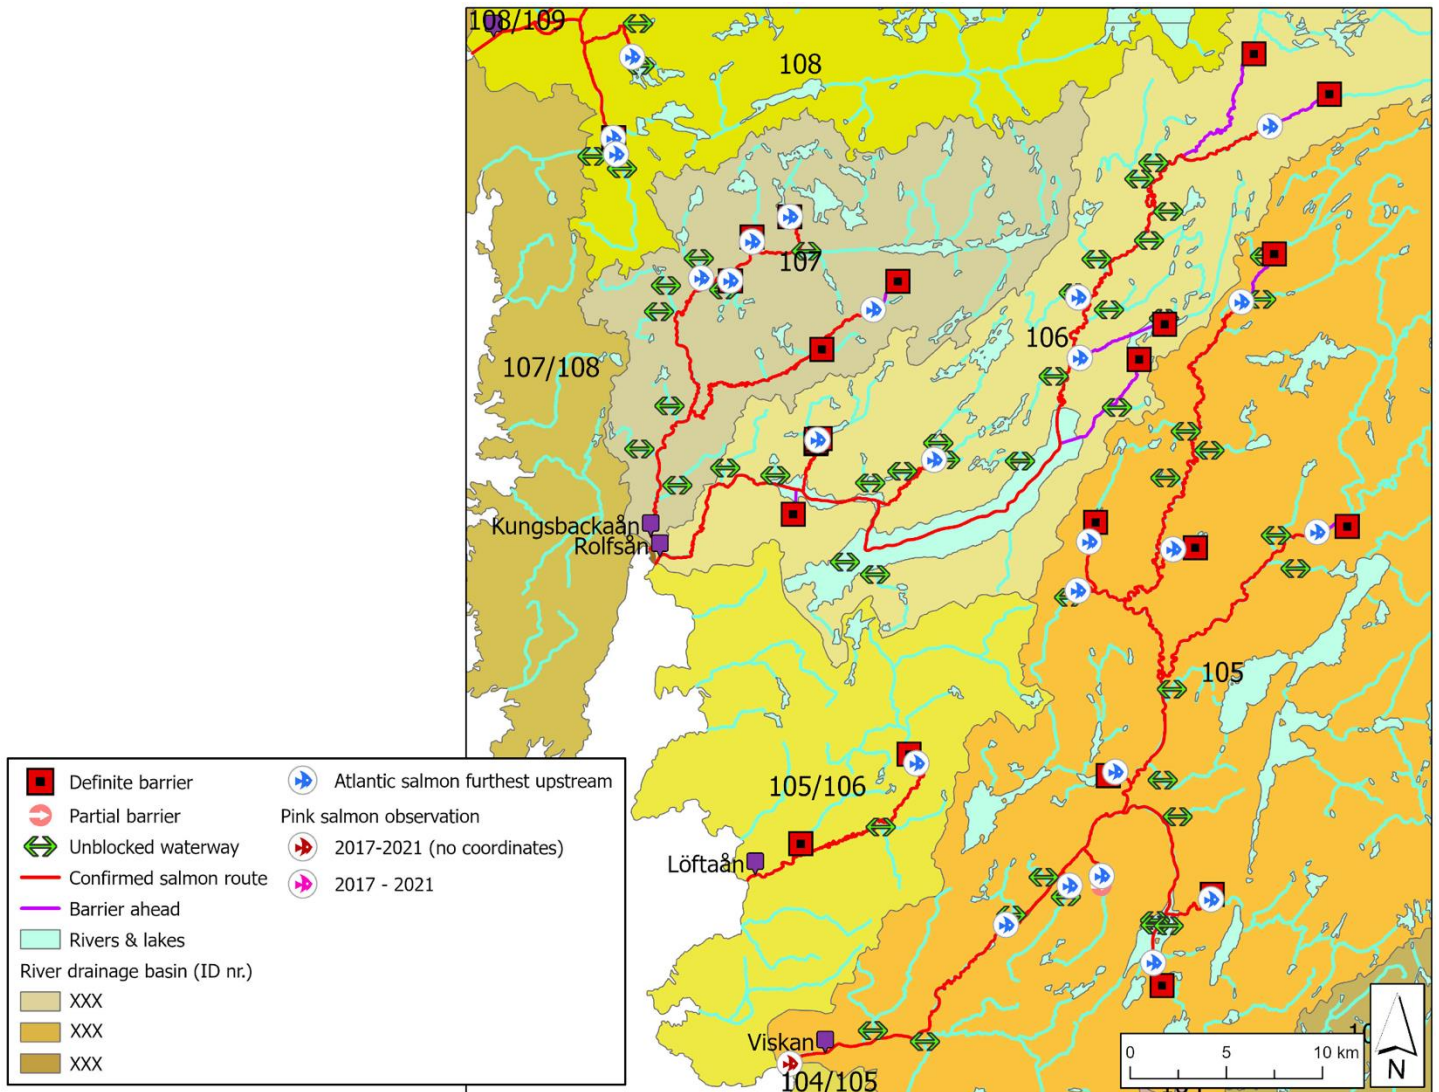 108/109
108
107
107/108
106
Kungsbackaån
Rolfsån
105
105/106
Löftaån
Viskan
104/105
Definite barrier
Partial barrier
Unblocked waterway
Confirmed salmon route
Barrier ahead
Rivers & lakes
River drainage basin (ID nr.)
XXX
XXX
XXX
Atlantic salmon furthest upstream
Pink salmon observation
2017-2021 (no coordinates)
2017 - 2021
0 5 10 km
N